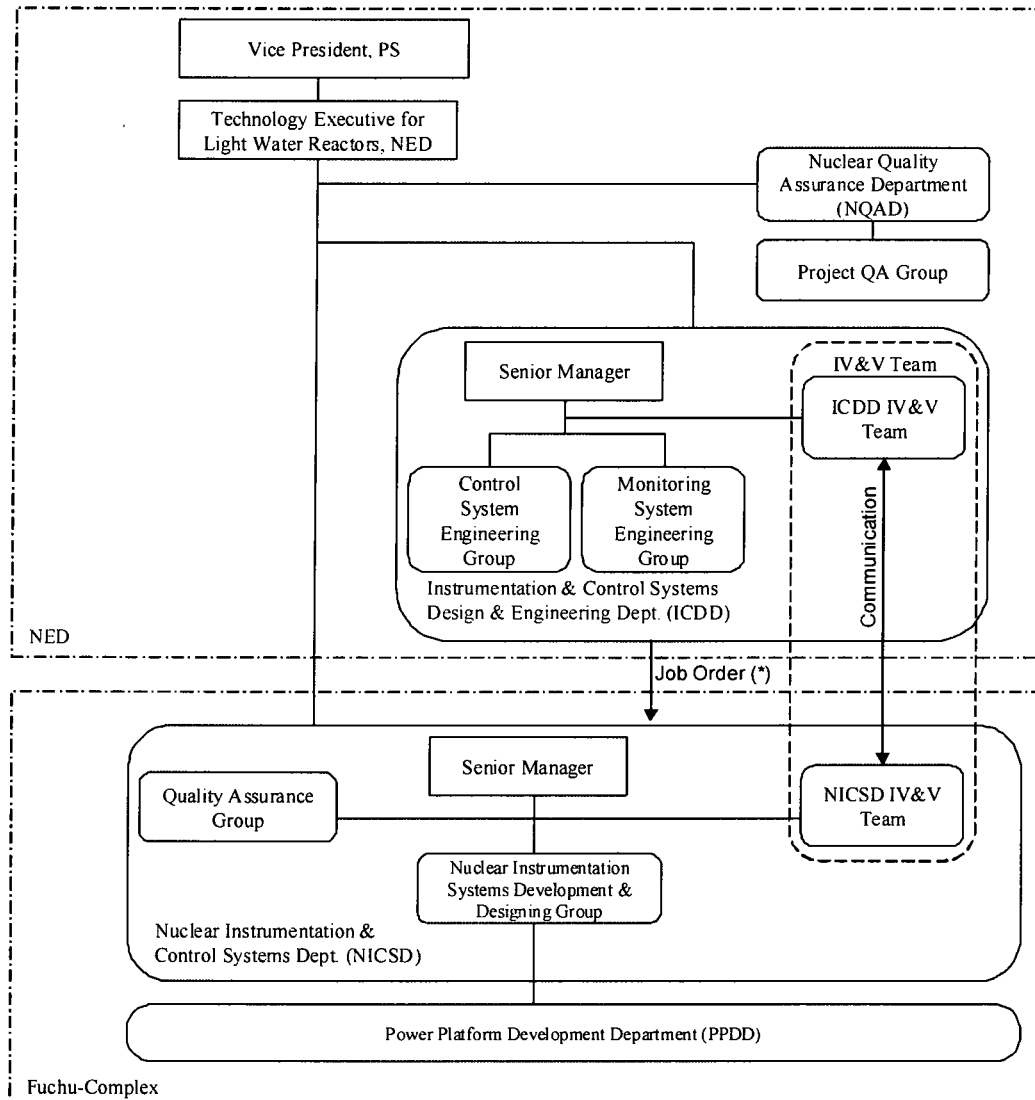 Vice President, PS
Technology Executive for
Light Water Reactors, NED
Nuclear Quality
Assurance Department
(NQAD)
Project QA Group
Senior Manager
IV&V Team
ICDD IV&V
Team
Control
System
Engineering
Group
Monitoring
System
Engineering
Group
Instrumentation & Control Systems
Design & Engineering Dept. (ICDD)
Communication
NED
Job Order (*)
Senior Manager
Quality Assurance
Group
NICSD IV&V
Team
Nuclear Instrumentation
Systems Development &
Designing Group
Nuclear Instrumentation &
Control Systems Dept. (NICSD)
Power Platform Development Department (PPDD)
Fuchu-Complex